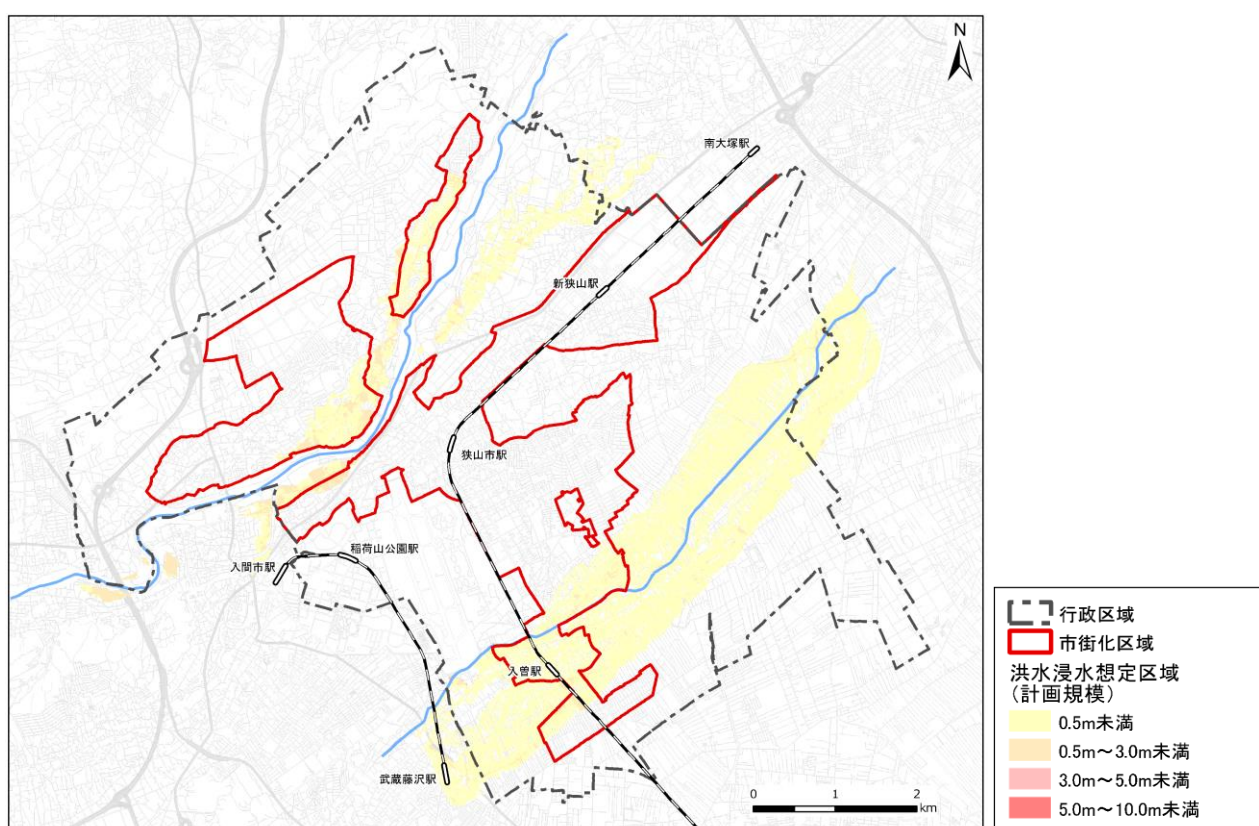 N
南大塚駅
新狭山駅
狭山市駅
稲荷山公園駅
入間市駅
入曽駅
武蔵藤沢駅
0 1 2
km
行政区域
市街化区域
洪水浸水想定区域
（計画規模）
0.5m未満
0.5m～3.0m未満
3.0m～5.0m未満
5.0m～10.0m未満